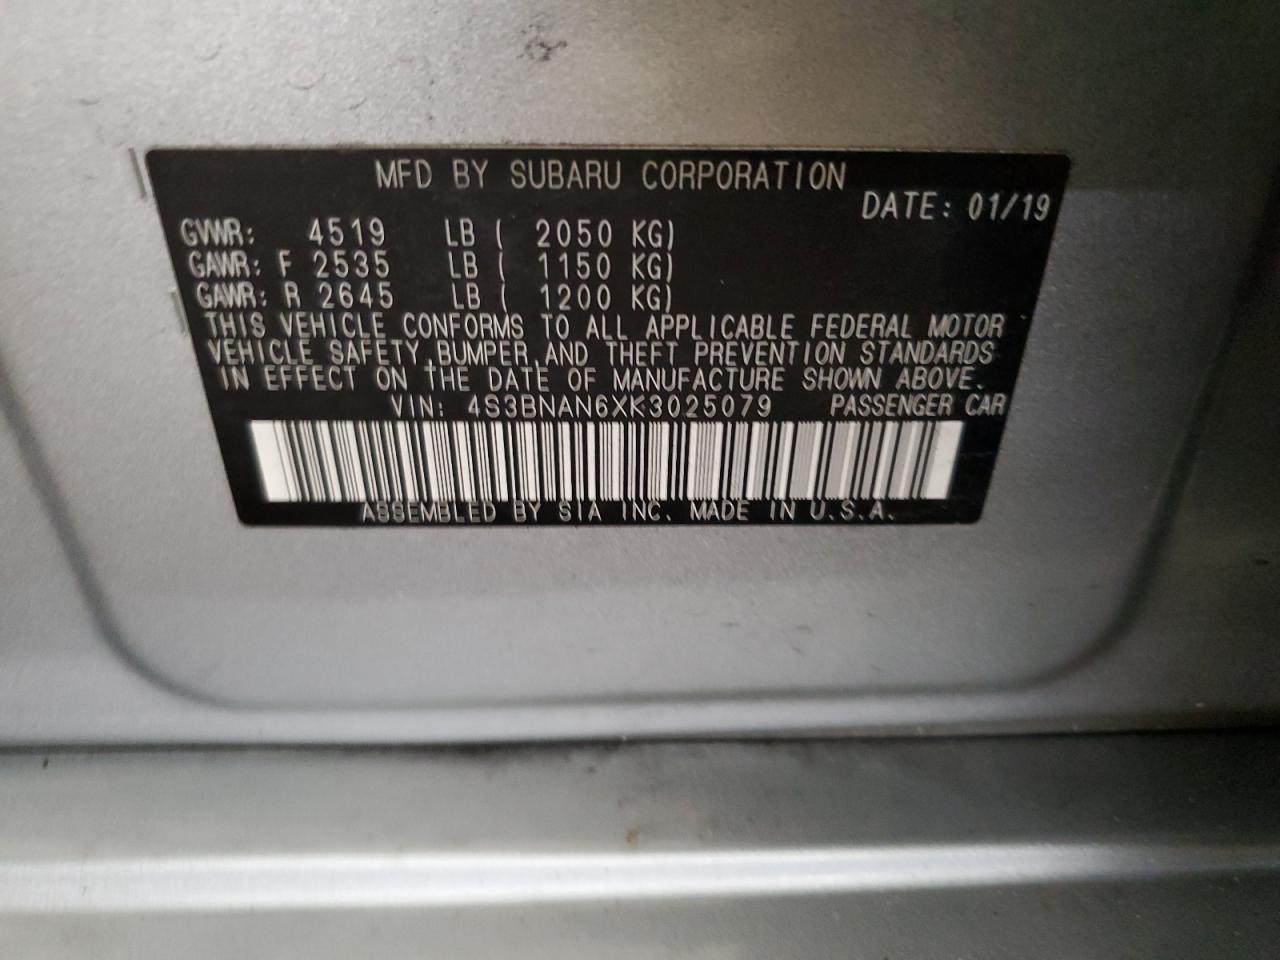 MFD BY SUBARU CORPORATION
DATE: 01/19
GVWR: 4519 LB ( 2050 KG)
GAWR: F 2535 LB ( 1150 KG)
GAWR: R 2645 LB ( 1200 KG)
THIS VEHICLE CONFORMS TO ALL APPLICABLE FEDERAL MOTOR
VEHICLE SAFETY,BUMPER,AND THEFT PREVENTION STANDARDS
IN EFFECT ON THE DATE OF MANUFACTURE SHOWN ABOVE.
VIN: 4S3BNAN6XK3025079 PASSENGER CAR
ASSEMBLED BY SIA INC. MADE IN U.S.A.